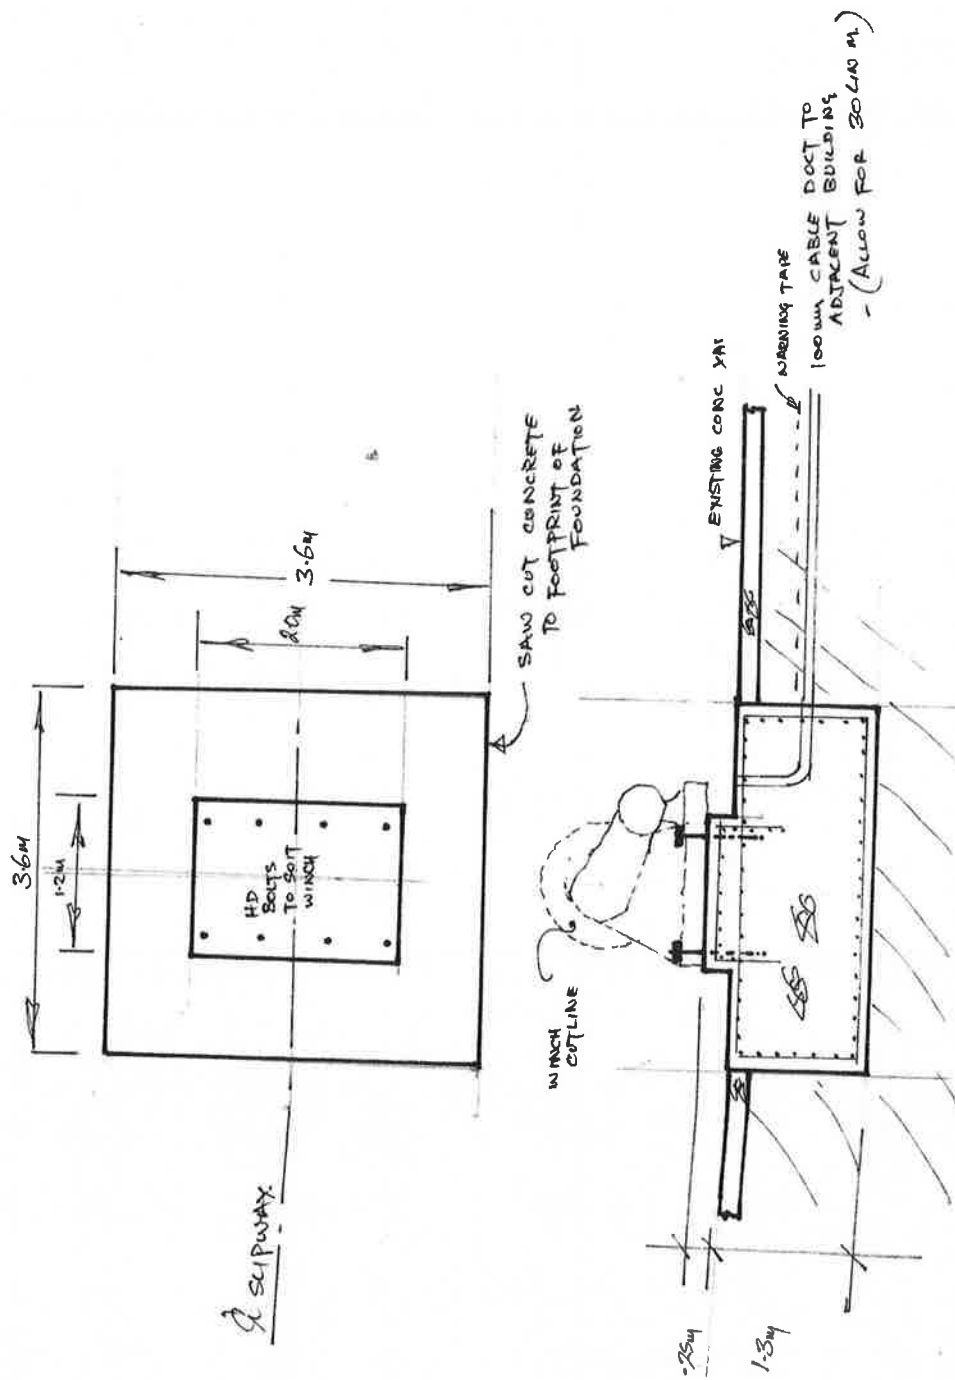 3.6m
1.2m
3.6m
2.0m
HD
BOLTS
TO SUIT
WINCH
℄ SLIPWAY
SAW CUT CONCRETE
TO FOOTPRINT OF
FOUNDATION
WINCH
OUTLINE
EXISTING CONC
WARNING TAPE
100mm CABLE DUCT TO
ADJACENT BUILDING
- (ALLOW FOR 30 LIN M.)
.25m
1.3m